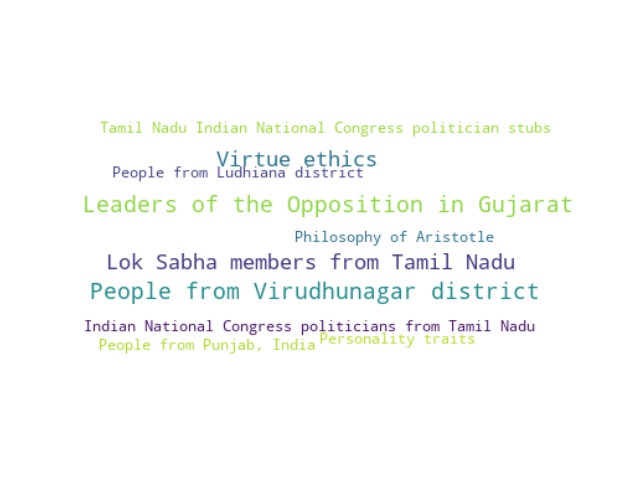 Tamil Nadu Indian National Congress politician stubs
Virtue ethics
People from Ludhiana district
Leaders of the Opposition in Gujarat
Philosophy of Aristotle
Lok Sabha members from Tamil Nadu
People from Virudhunagar district
Indian National Congress politicians from Tamil Nadu
Personality traits
People from Punjab, India